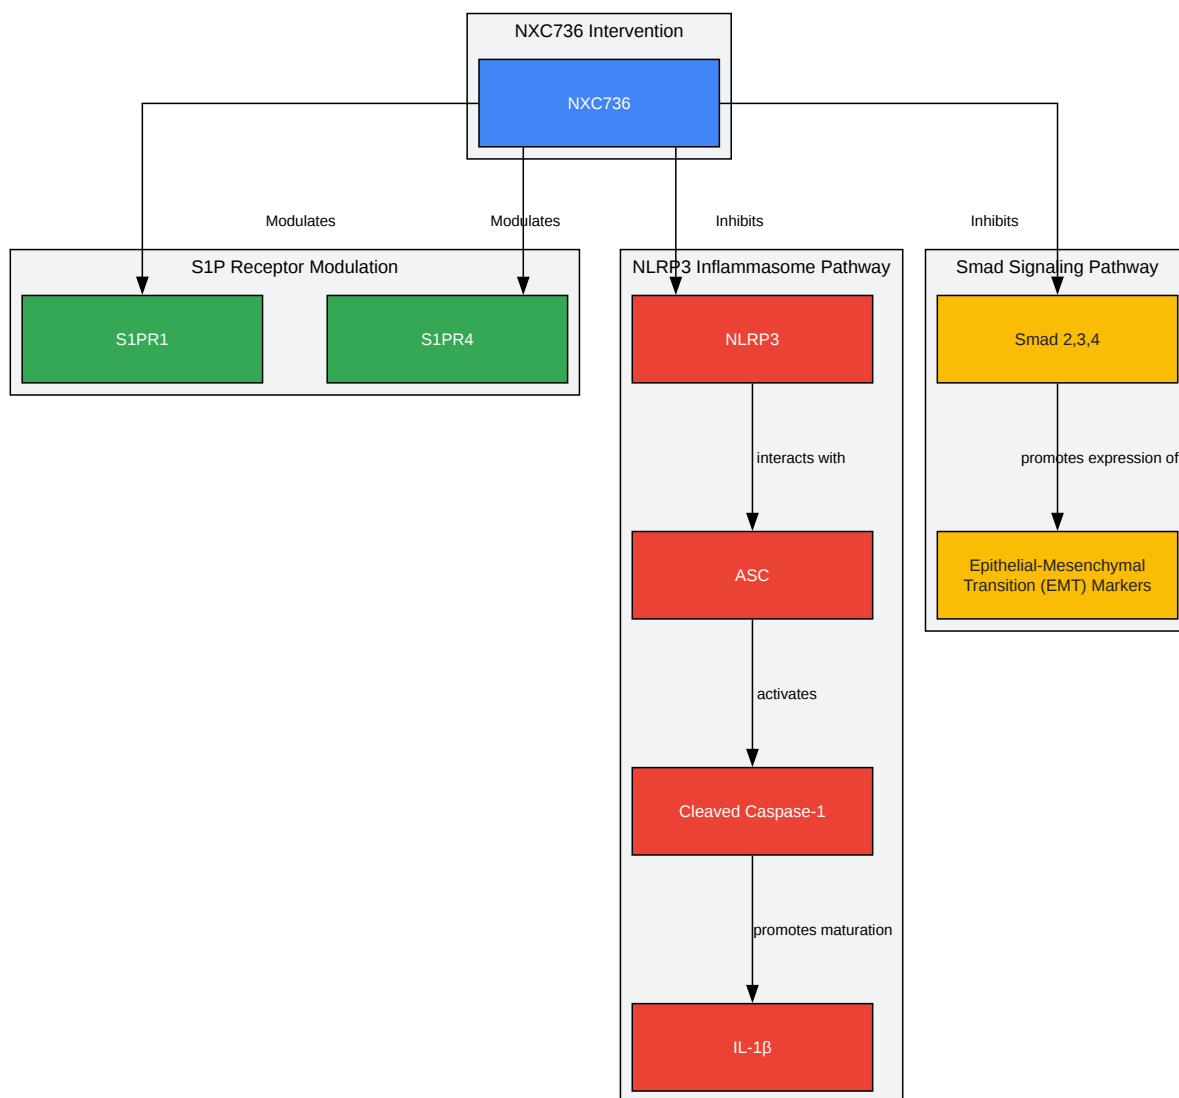 NXC736 Intervention
NXC736
Modulates
Modulates
Inhibits
Inhibits
S1P Receptor Modulation
NLRP3 Inflammasome Pathway
Smad Signaling Pathway
S1PR1
S1PR4
NLRP3
Smad 2,3,4
interacts with
promotes expression of
ASC
Epithelial-Mesenchymal
Transition (EMT) Markers
activates
Cleaved Caspase-1
promotes maturation
IL-1β